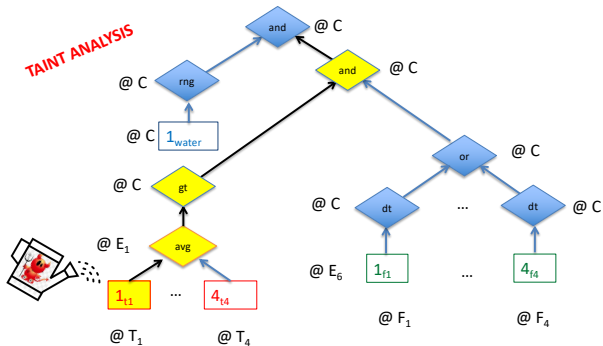 TAINT ANALYSIS
and
@ C
and
@ C
@ C
rng
@ C
1water
or
@ C
@ C
gt
@ C
dt
...
dt
@ C
@ E1
avg
@ E6
1f1
...
4f4
1t1
...
4t4
@ T1
@ T4
@ F1
@ F4